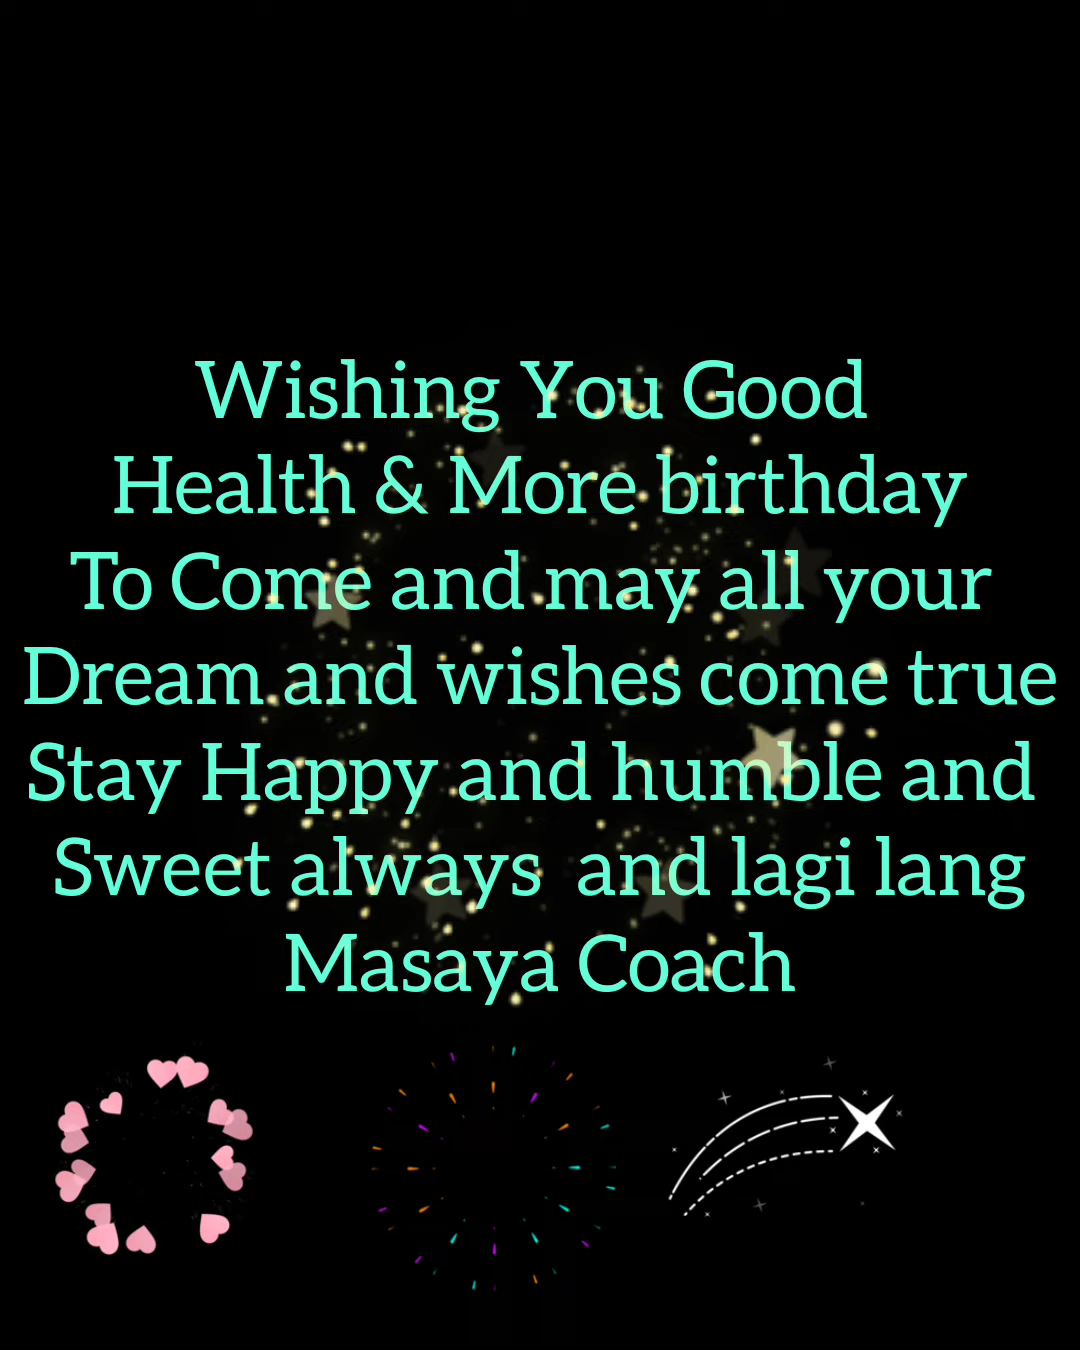 Wishing You Good
Health & More birthday
To Come and may all your
Dream and wishes come true
Stay Happy and humble and
Sweet always  and lagi lang
Masaya Coach